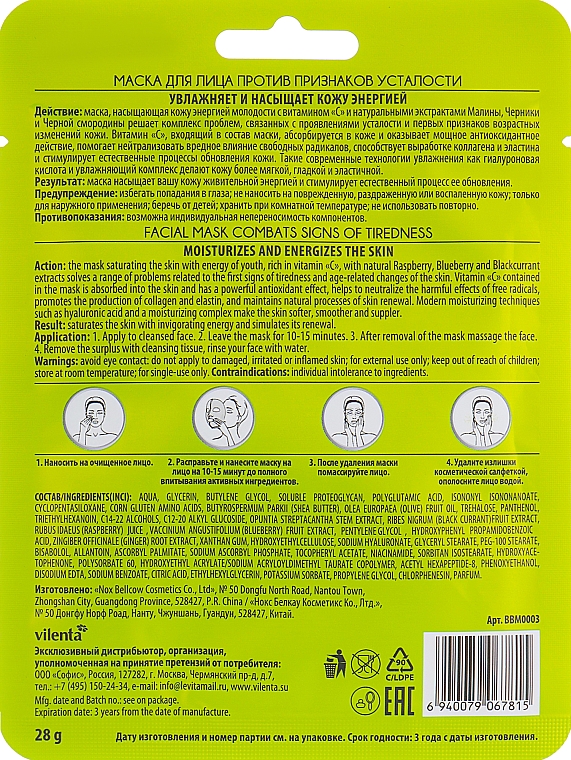 МАСКА ДЛЯ ЛИЦА ПРОТИВ ПРИЗНАКОВ УСТАЛОСТИ
УВЛАЖНЯЕТ И НАСЫЩАЕТ КОЖУ ЭНЕРГИЕЙ
Действие: маска, насыщающая кожу энергией молодости с витамином «С» и натуральными экстрактами Малины, Черники
и Черной смородины решает комплекс проблем, связанных с проявлениями усталости и первых признаков возрастных
изменений кожи. Витамин «С», входящий в состав маски, абсорбируется в коже и оказывает мощное антиоксидантное
действие, помогает нейтрализовать вредное влияние свободных радикалов, способствует выработке коллагена и эластина
и стимулирует естественные процессы обновления кожи. Такие современные технологии увлажнения как гиалуроновая
кислота и увлажняющий комплекс делают кожу более мягкой, гладкой и эластичной.
Результат: маска насыщает вашу кожу живительной энергией и стимулирует естественный процесс ее обновления.
Предупреждение: избегать попадания в глаза; не наносить на поврежденную, раздраженную или воспаленную кожу; только
для наружного применения; беречь от детей; хранить при комнатной температуре; не использовать повторно.
Противопоказания: возможна индивидуальная непереносимость компонентов.
FACIAL MASK COMBATS SIGNS OF TIREDNESS
MOISTURIZES AND ENERGIZES THE SKIN
Action: the mask saturating the skin with energy of youth, rich in vitamin «C», with natural Raspberry, Blueberry and Blackcurrant
extracts solves a range of problems related to the first signs of tiredness and age-related changes of the skin. Vitamin «C» contained
in the mask is absorbed into the skin and has a powerful antioxidant effect, helps to neutralize the harmful effects of free radicals,
promotes the production of collagen and elastin, and maintains natural processes of skin renewal. Modern moisturizing techniques
such as hyaluronic acid and a moisturizing complex make the skin softer, smoother and suppler.
Result: saturates the skin with invigorating energy and simulates its renewal.
Application: 1. Apply to cleansed face. 2. Leave the mask for 10-15 minutes. 3. After removal of the mask massage the face.
4. Remove the surplus with cleansing tissue, rinse your face with water.
Warnings: avoid eye contact: do not apply to damaged, irritated or inflamed skin; for external use only; keep out of reach of children;
store at room temperature; for single-use only. Contraindications: individual intolerance to ingredients.
1. Наносить на очищенное лицо.
2. Расправьте и нанесите маску на
лицо на 10-15 минут до полного
впитывания активных ингредиентов.
3. После удаления маски
помассируйте лицо.
4. Удалите излишки
косметической салфеткой,
ополосните лицо водой.
СОСТАВ/INGREDIENTS(INCI): AQUA, GLYCERIN, BUTYLENE GLYCOL, SOLUBLE PROTEOGLYCAN, POLYGLUTAMIC ACID, ISONONYL ISONONANOATE,
CYCLOPENTASILOXANE, CORN GLUTEN AMINO ACIDS, BUTYROSPERMUM PARKII (SHEA BUTTER), OLEA EUROPAEA (OLIVE) FRUIT OIL, TREHALOSE, PANTHENOL,
TRIETHYLHEXANOIN, C14-22 ALCOHOLS, C12-20 ALKYL GLUCOSIDE, OPUNTIA STREPTACANTHA STEM EXTRACT, RIBES NIGRUM (BLACK CURRANT)FRUIT EXTRACT,
RUBUS IDAEUS (RASPBERRY) JUICE , VACCINIUM ANGUSTIFOLIUM (BLUEBERRY) FRUIT EXTRACT, PENTYLENE GLYCOL , HYDROXYPHENYL PROPAMIDOBENZOIC
ACID, ZINGIBER OFFICINALE (GINGER) ROOT EXTRACT, XANTHAN GUM, HYDROXYETHYLCELLULOSE, SODIUM HYALURONATE, GLYCERYL STEARATE, PEG-100 STEARATE,
BISABOLOL, ALLANTOIN, ASCORBYL PALMITATE, SODIUM ASCORBYL PHOSPHATE, TOCOPHERYL ACETATE, NIACINAMIDE, SORBITAN ISOSTEARATE, HYDROXYACE-
TOPHENONE, POLYSORBATE 60, HYDROXYETHYL ACRYLATE/SODIUM ACRYLOYLDIMETHYL TAURATE COPOLYMER, ACETYL HEXAPEPTIDE-8, PHENOXYETHANOL,
DISODIUM EDTA, SODIUM BENZOATE, CITRIC ACID, ETHYLHEXYLGLYCERIN, POTASSIUM SORBATE, PROPYLENE GLYCOL, CHLORPHENESIN, PARFUM.
Изготовлено: «Nox Bellcow Cosmetics Co., Ltd.», № 50 Dongfu North Road, Nantou Town,
Zhongshan City, Guangdong Province, 528427, P.R. China / «Нокс Белкау Косметикс Ко., Лтд.»,
№ 50 Донгфу Норф Роад, Нанту, Чжуншань, Гуандун, 528427, Китай.
vilenta
Эксклюзивный дистрибьютор, организация,
уполномоченная на принятие претензий от потребителя:
ООО «Софис», Россия, 127282, г. Москва, Чермянский пр-д, д.7,
тел.: +7 (495) 150-24-34, e-mail: info@levitamail.ru, www.vilenta.su
Mfg. date and Batch no.: see on package.
Expiration date: 3 years from the date of manufacture.
Арт. BBM0003
90
C/LDPE
EAC
6 940079 067815
28 g
Дату изготовления и номер партии см. на упаковке. Срок годности: 3 года с даты изготовления.